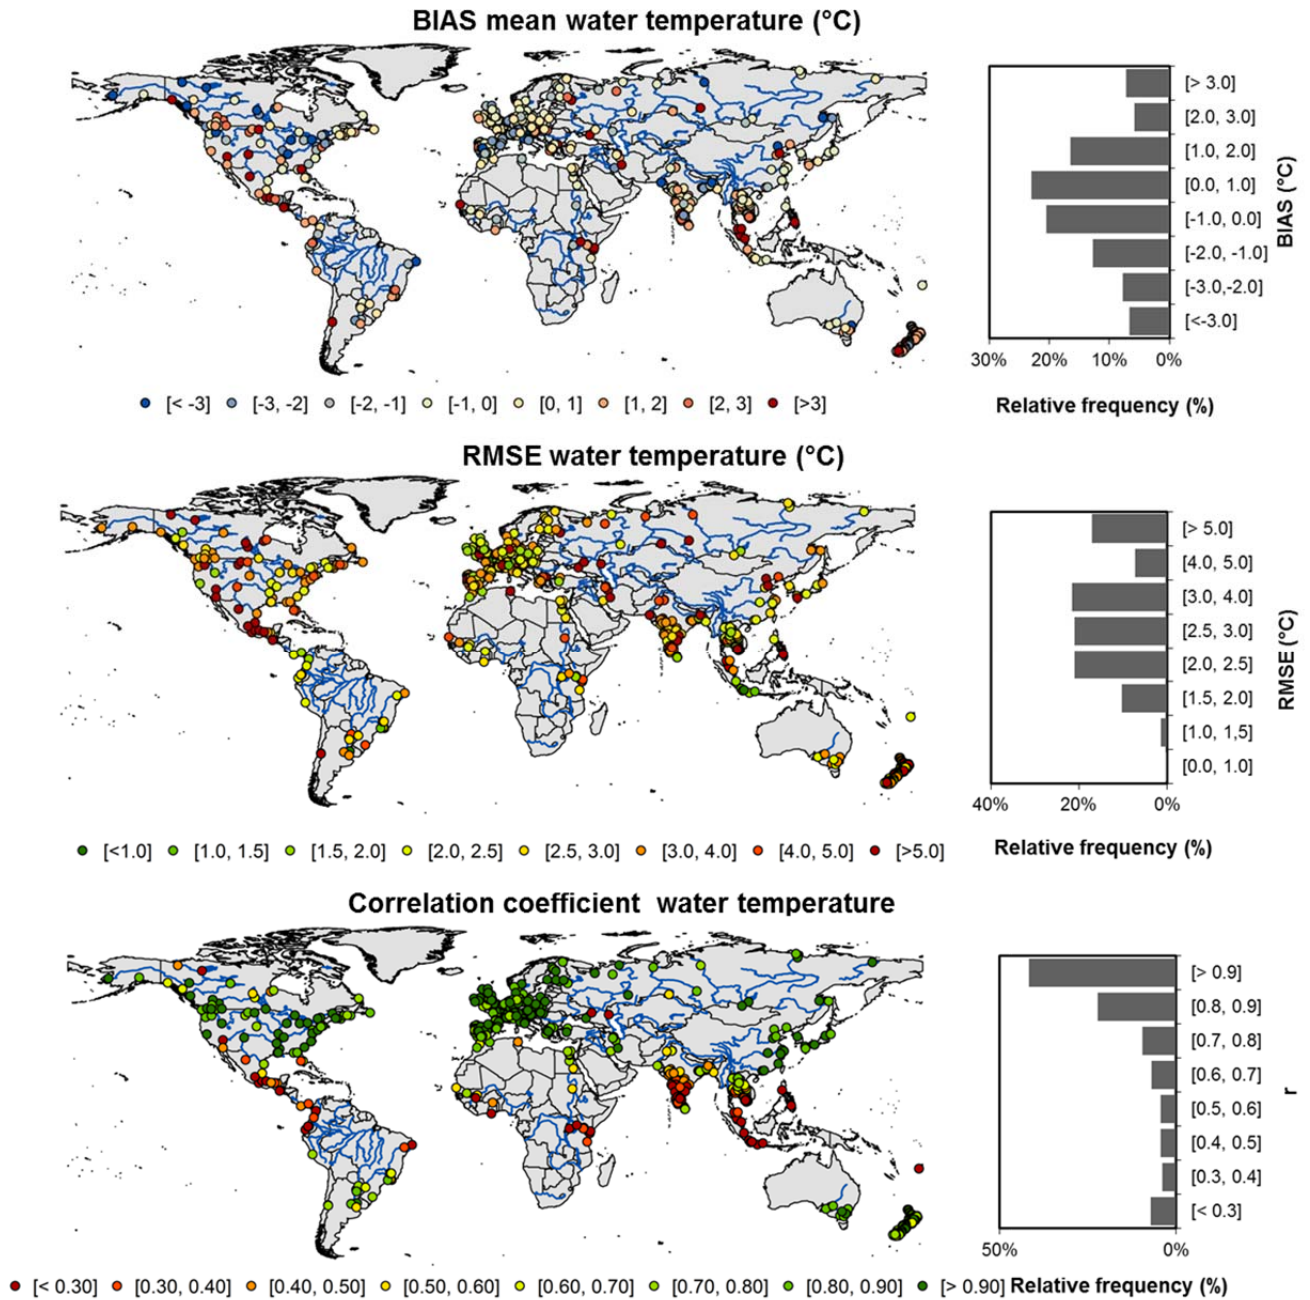 BIAS mean water temperature (°C)
[> 3.0]
[2.0, 3.0]
[1.0, 2.0]
[0.0, 1.0]
[-1.0, 0.0]
[-2.0, -1.0]
[-3.0,-2.0]
[<-3.0]
BIAS (°C)
30% 20% 10% 0%
Relative frequency (%)
[< -3] [-3, -2] [-2, -1] [-1, 0] [0, 1] [1, 2] [2, 3] [>3]
RMSE water temperature (°C)
[> 5.0]
[4.0, 5.0]
[3.0, 4.0]
[2.5, 3.0]
[2.0, 2.5]
[1.5, 2.0]
[1.0, 1.5]
[0.0, 1.0]
RMSE (°C)
40% 20% 0%
Relative frequency (%)
[<1.0] [1.0, 1.5] [1.5, 2.0] [2.0, 2.5] [2.5, 3.0] [3.0, 4.0] [4.0, 5.0] [>5.0]
Correlation coefficient water temperature
[> 0.9]
[0.8, 0.9]
[0.7, 0.8]
[0.6, 0.7]
[0.5, 0.6]
[0.4, 0.5]
[0.3, 0.4]
[< 0.3]
r
50% 0%
Relative frequency (%)
[< 0.30] [0.30, 0.40] [0.40, 0.50] [0.50, 0.60] [0.60, 0.70] [0.70, 0.80] [0.80, 0.90] [> 0.90]